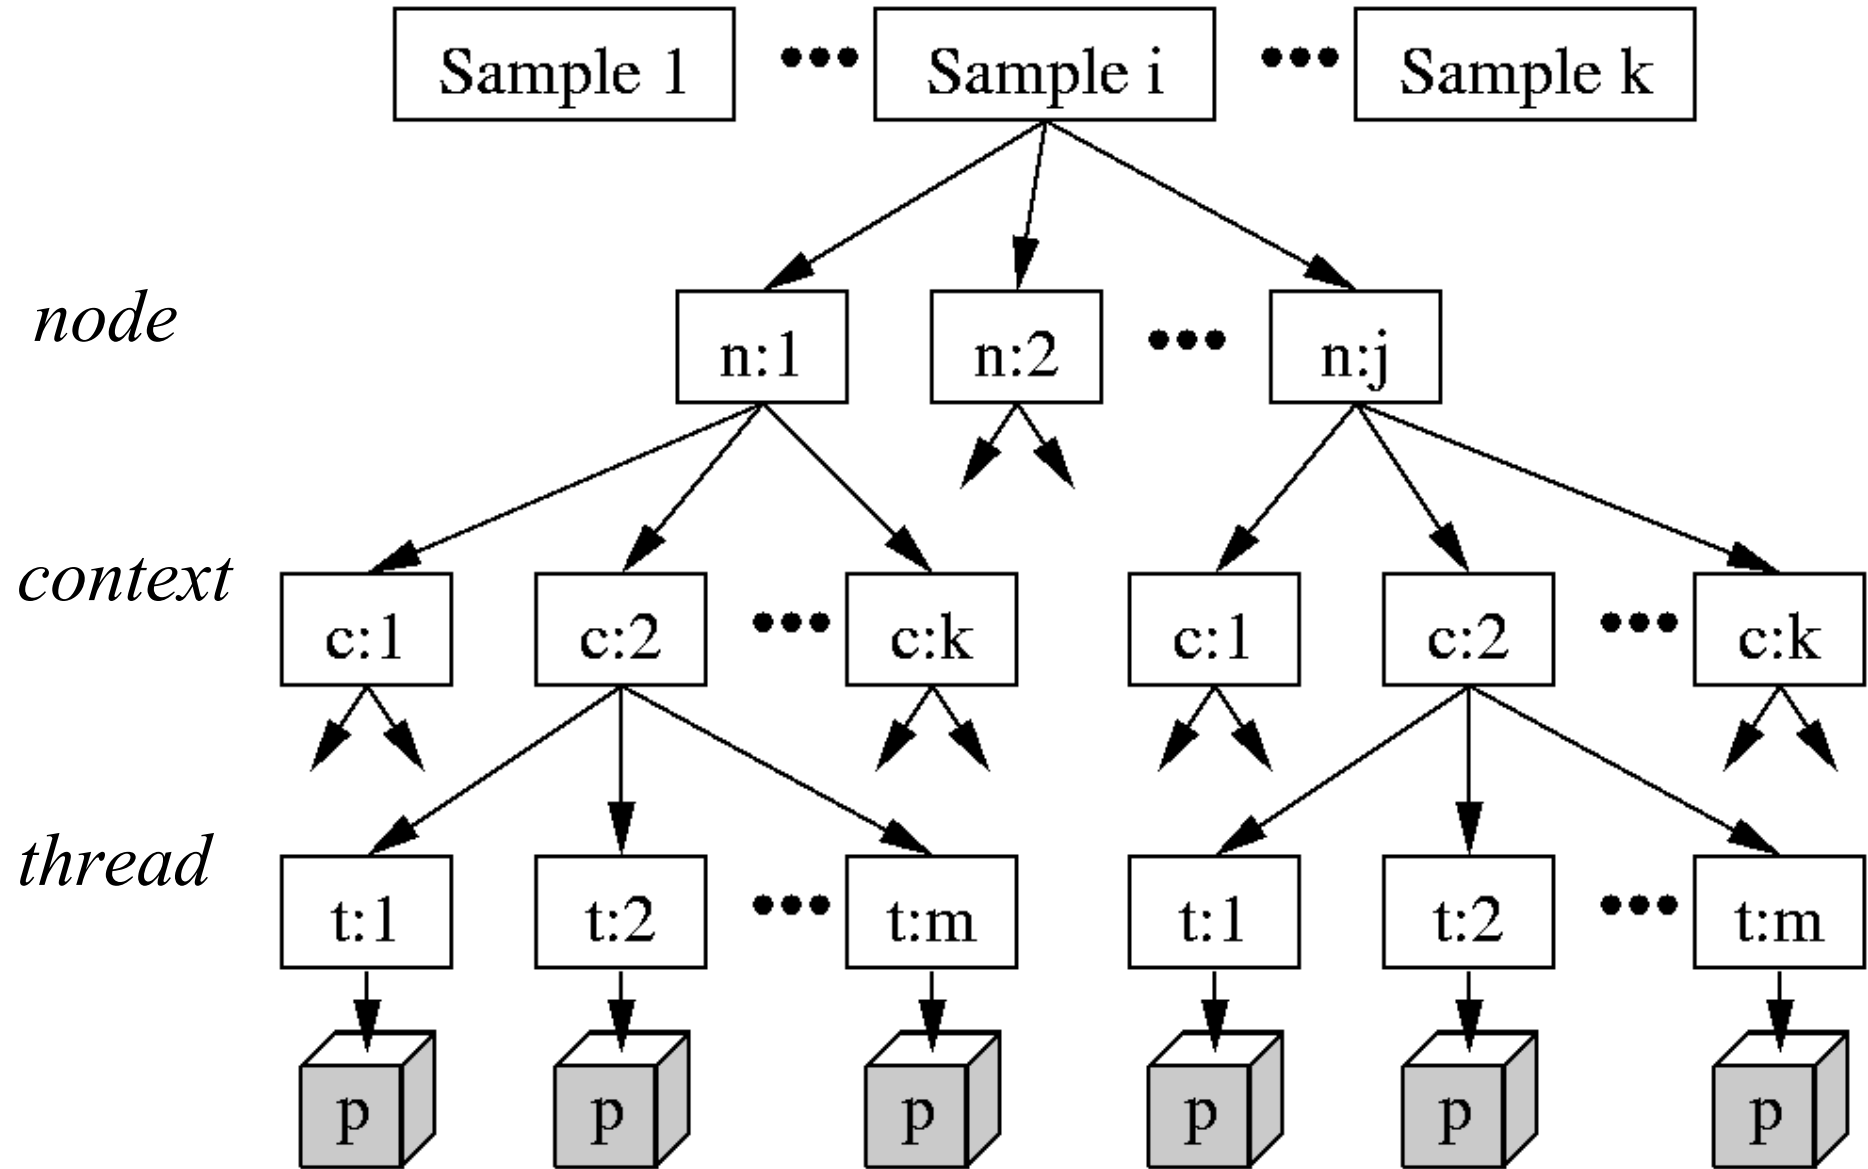 Sample 1 ••• Sample i ••• Sample k
node
n:1 n:2 ••• n:j
context
c:1 c:2 ••• c:k c:1 c:2 ••• c:k
thread
t:1 t:2 ••• t:m t:1 t:2 ••• t:m
p p p p p p